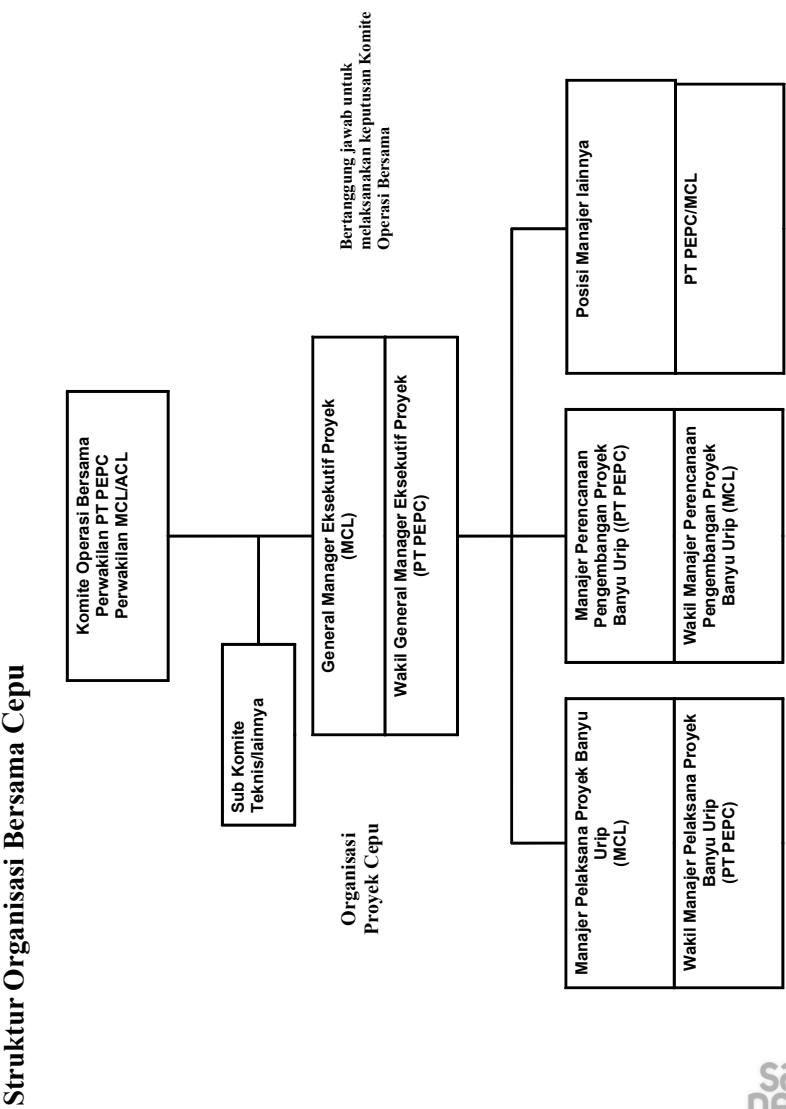 Struktur Organisasi Bersama Cepu
Komite Operasi Bersama
Perwakilan PT PEPC
Perwakilan MCL/ACL
Sub Komite
Teknis/lainnya
Organisasi
Proyek Cepu
General Manager Eksekutif Proyek
(MCL)
Wakil General Manager Eksekutif Proyek
(PT PEPC)
Bertanggung jawab untuk
melaksanakan keputusan Komite
Operasi Bersama
Manajer Pelaksana Proyek Banyu
Urip
(MCL)
Wakil Manajer Pelaksana Proyek
Banyu Urip
(PT PEPC)
Manajer Perencanaan
Pengembangan Proyek
Banyu Urip ((PT PEPC)
Wakil Manajer Perencanaan
Pengembangan Proyek
Banyu Urip (MCL)
Posisi Manajer lainnya
PT PEPC/MCL